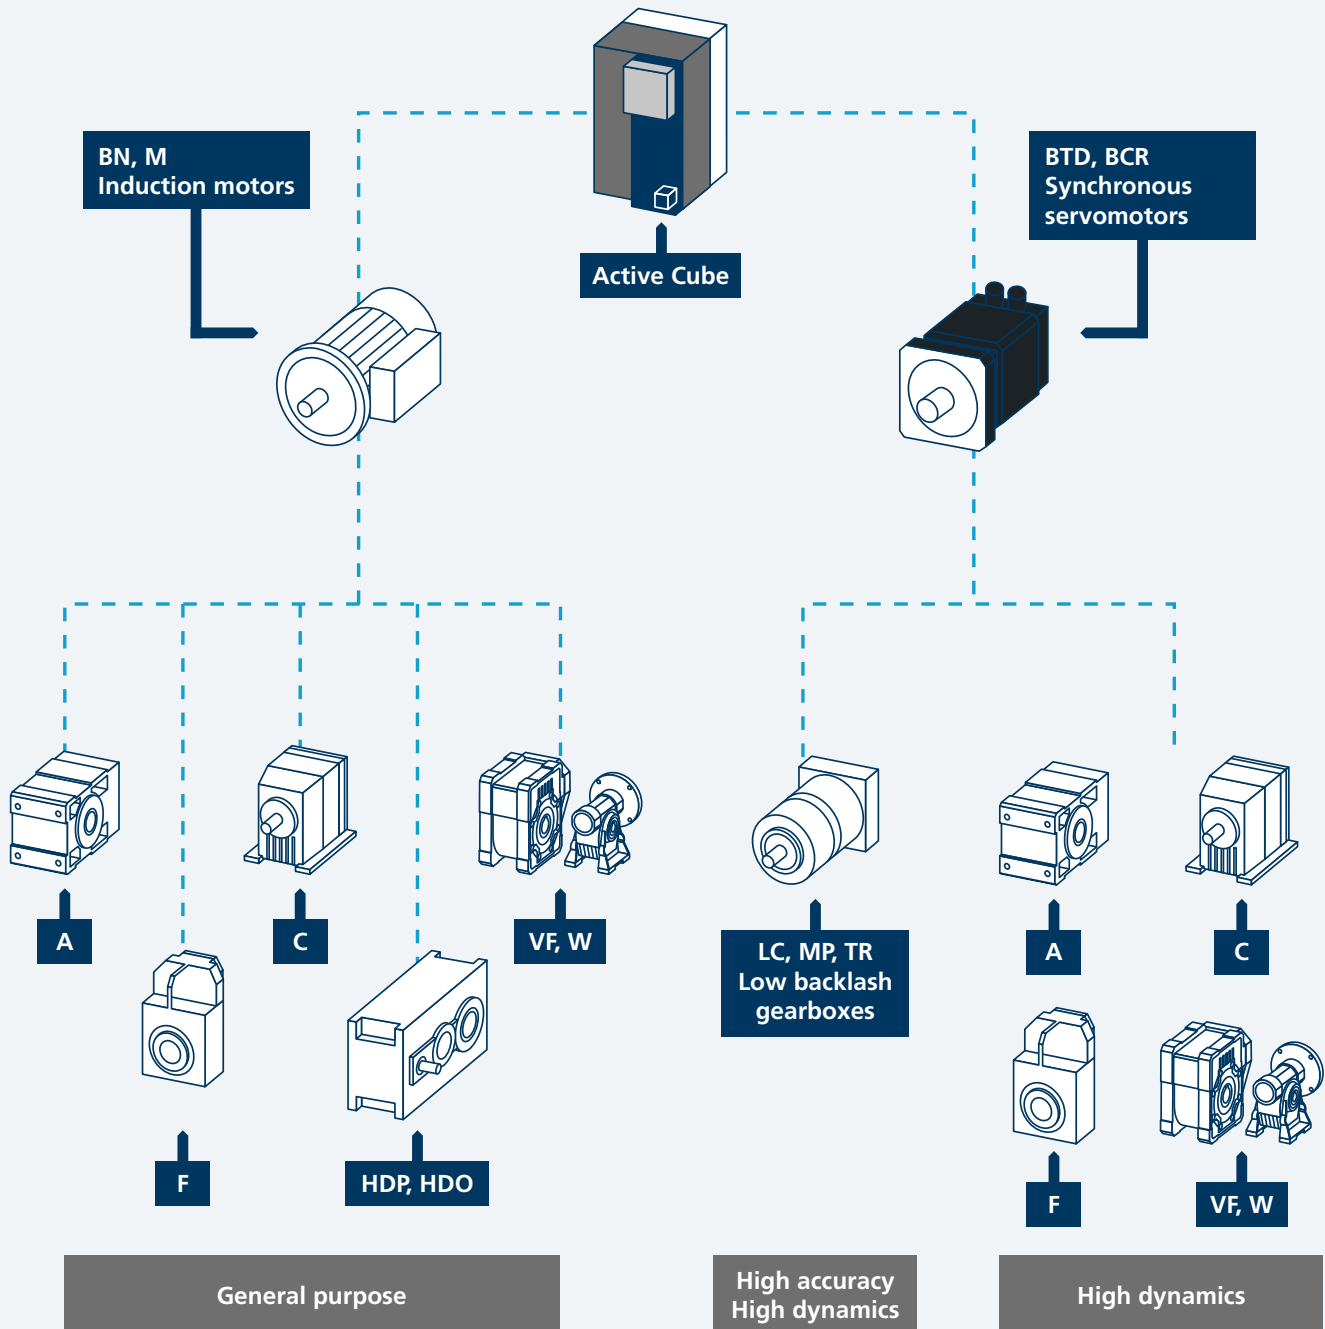 BN, M
Induction motors
BTD, BCR
Synchronous
servomotors
Active Cube
A
C
VF, W
LC, MP, TR
Low backlash
gearboxes
A
C
F
HDP, HDO
F
VF, W
General purpose
High accuracy
High dynamics
High dynamics